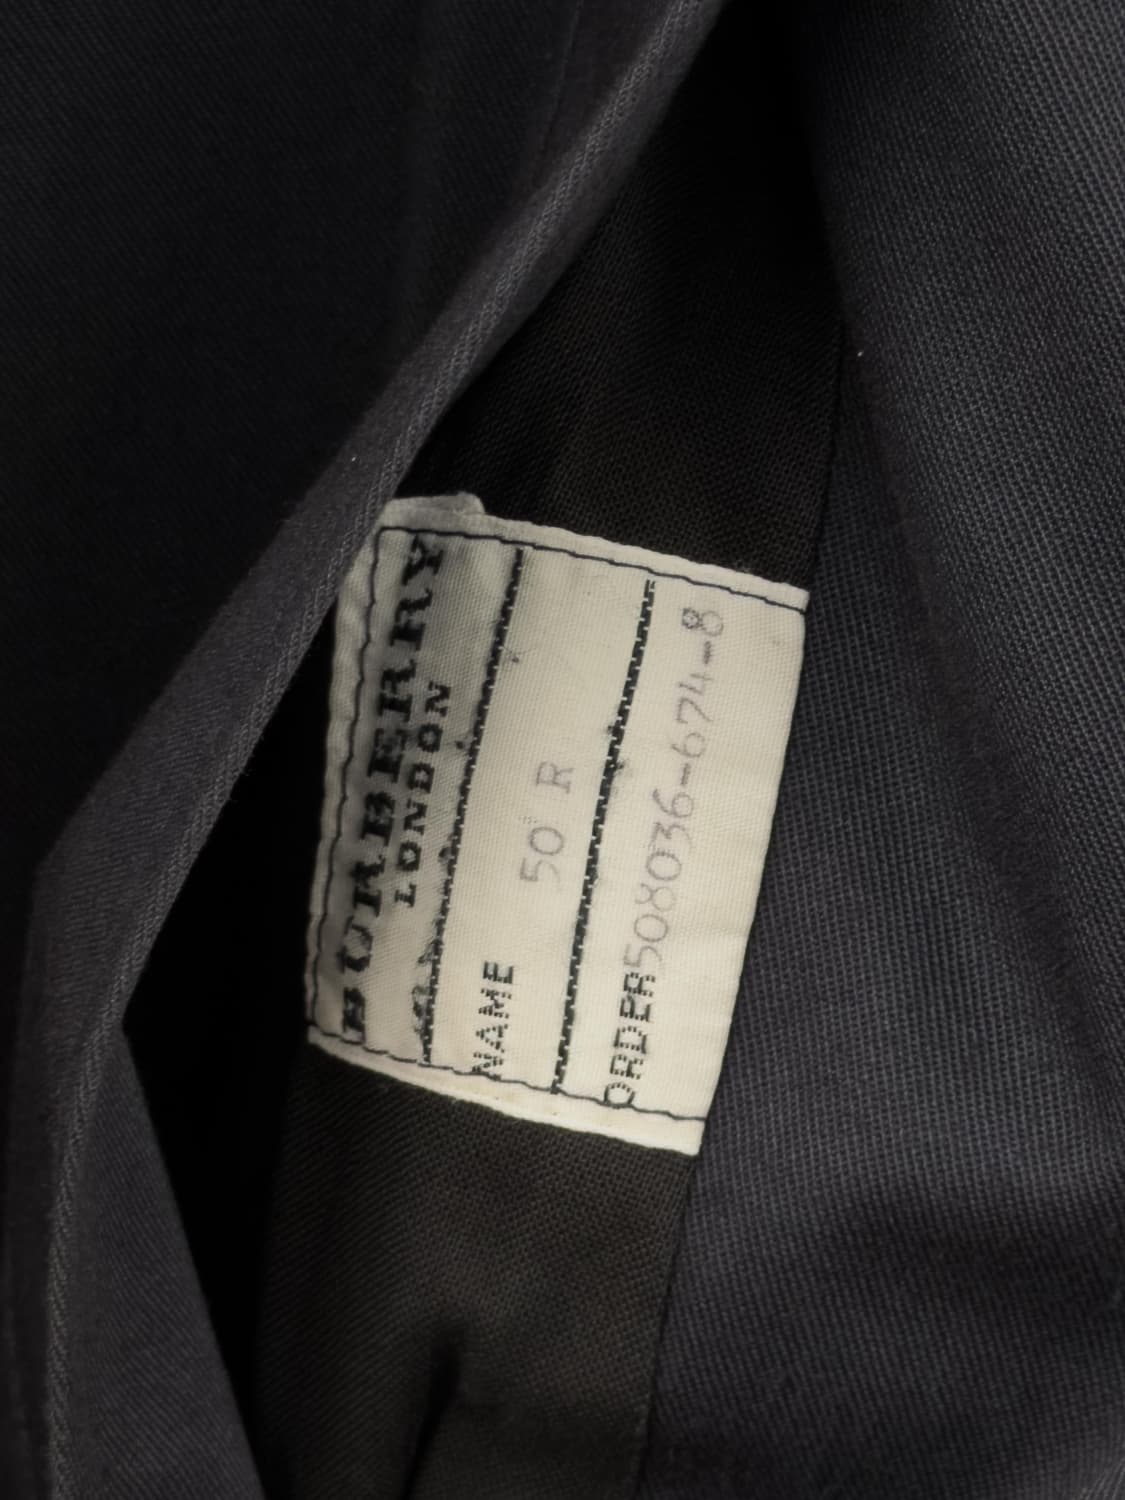 BURBERRY
LONDON
50 R
NAME
ORDER 508036-674-8